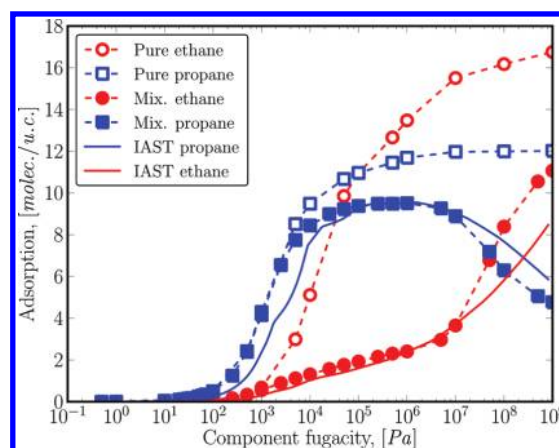 18
16
14
12
10
8
6
4
2
0
Adsorption, [molec./u.c.]
Pure ethane
Pure propane
Mix. ethane
Mix. propane
IAST propane
IAST ethane
10⁻¹ 10⁰ 10¹ 10² 10³ 10⁴ 10⁵ 10⁶ 10⁷ 10⁸ 10⁹
Component fugacity, [Pa]